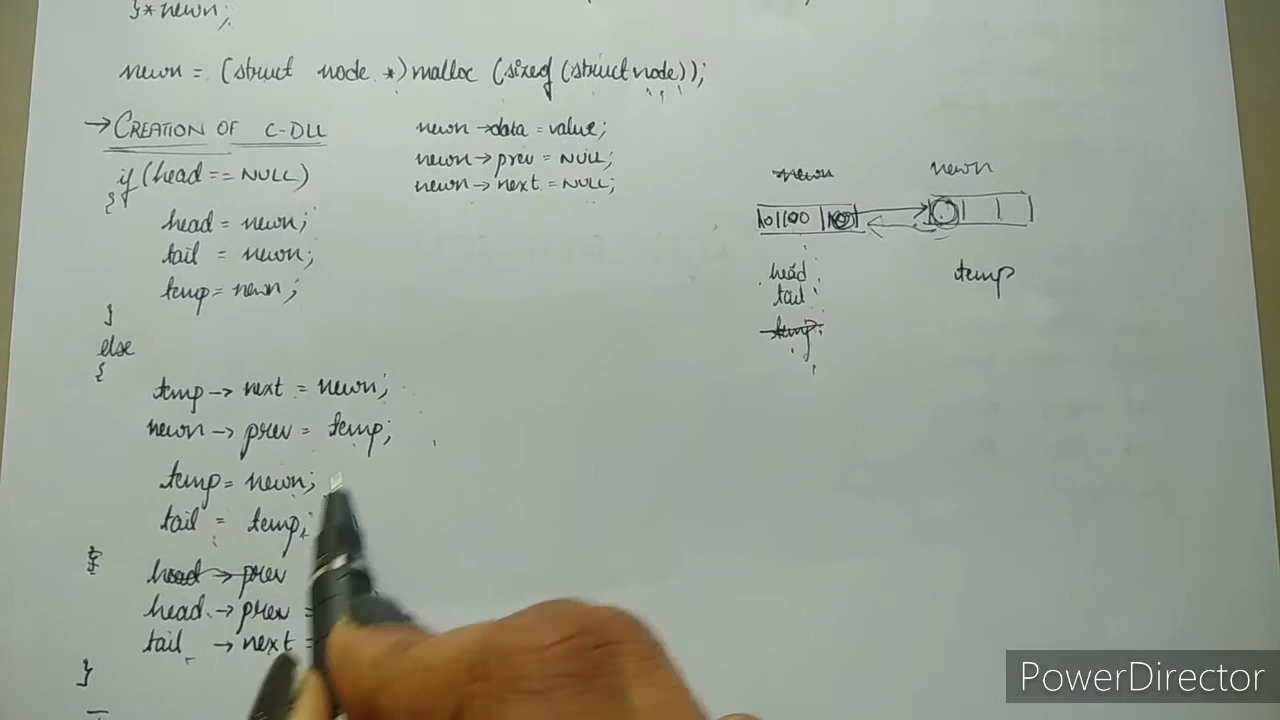 }*newn;
newn = (struct node *)malloc (sizeof (struct node));
→ CREATION OF C-DLL
if (head == NULL)
{
head = newn;
tail = newn;
temp = newn;
}
else
{
temp → next = newn;
newn → prev = temp;
temp = newn;
tail = temp;
}
head → prev
head → prev =
tail → next =
}
newn → data = value;
newn → prev = NULL;
newn → next = NULL;
newn
newn
head
tail
temp
temp
PowerDirector